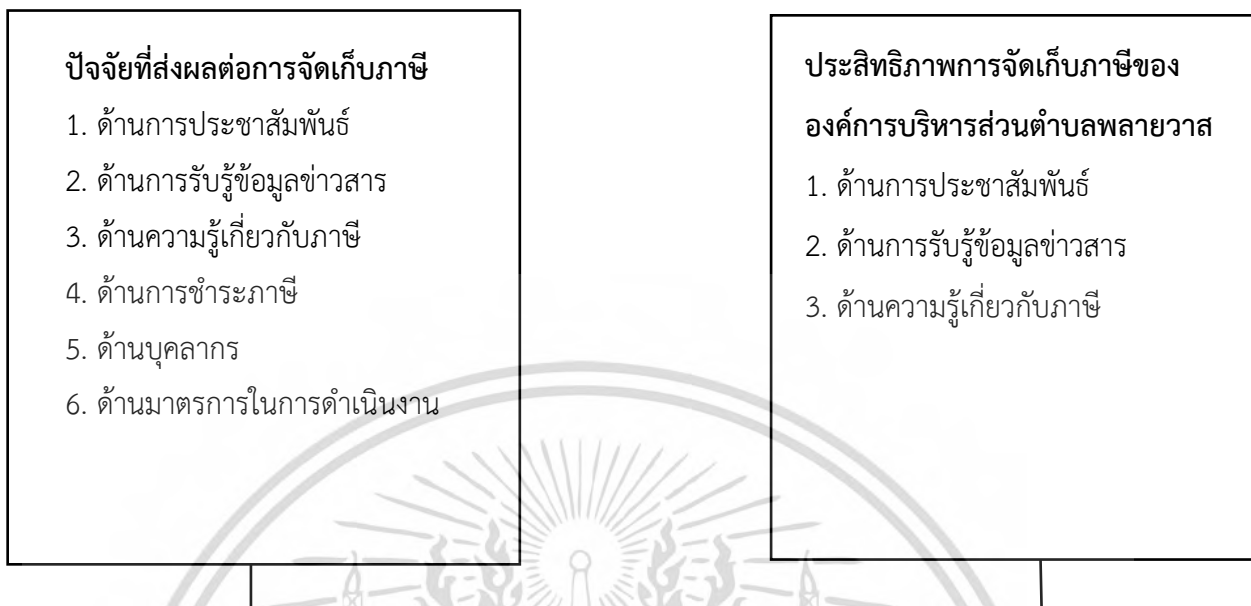 ปัจจัยที่ส่งผลต่อการจัดเก็บภาษี
1. ด้านการประชาสัมพันธ์
2. ด้านการรับรู้ข้อมูลข่าวสาร
3. ด้านความรู้เกี่ยวกับภาษี
4. ด้านการชำระภาษี
5. ด้านบุคลากร
6. ด้านมาตรการในการดำเนินงาน
ประสิทธิภาพการจัดเก็บภาษีของ
องค์การบริหารส่วนตำบลพลายวาส
1. ด้านการประชาสัมพันธ์
2. ด้านการรับรู้ข้อมูลข่าวสาร
3. ด้านความรู้เกี่ยวกับภาษี